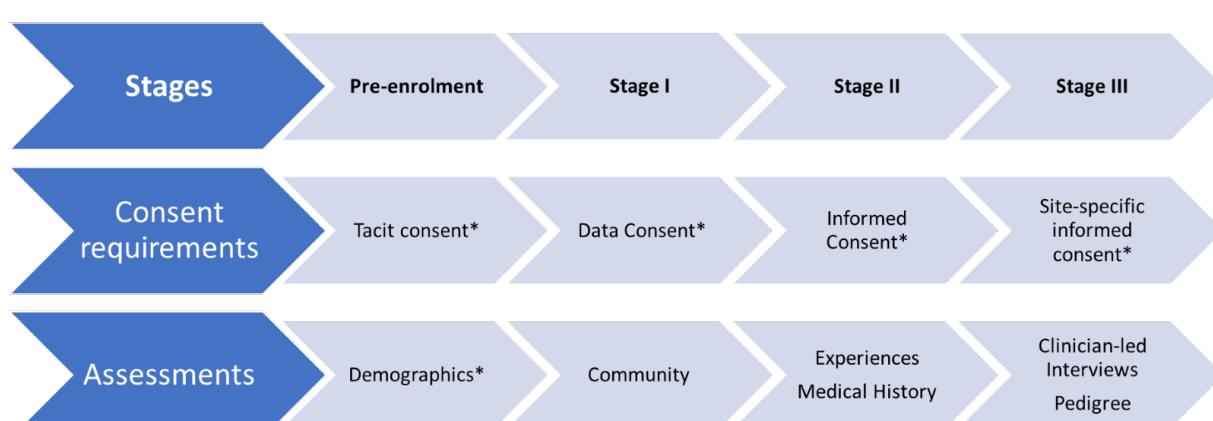 Stages
Pre-enrolment
Stage I
Stage II
Stage III
Consent
requirements
Tacit consent*
Data Consent*
Informed
Consent*
Site-specific
informed
consent*
Assessments
Demographics*
Community
Experiences
Medical History
Clinician-led
Interviews
Pedigree